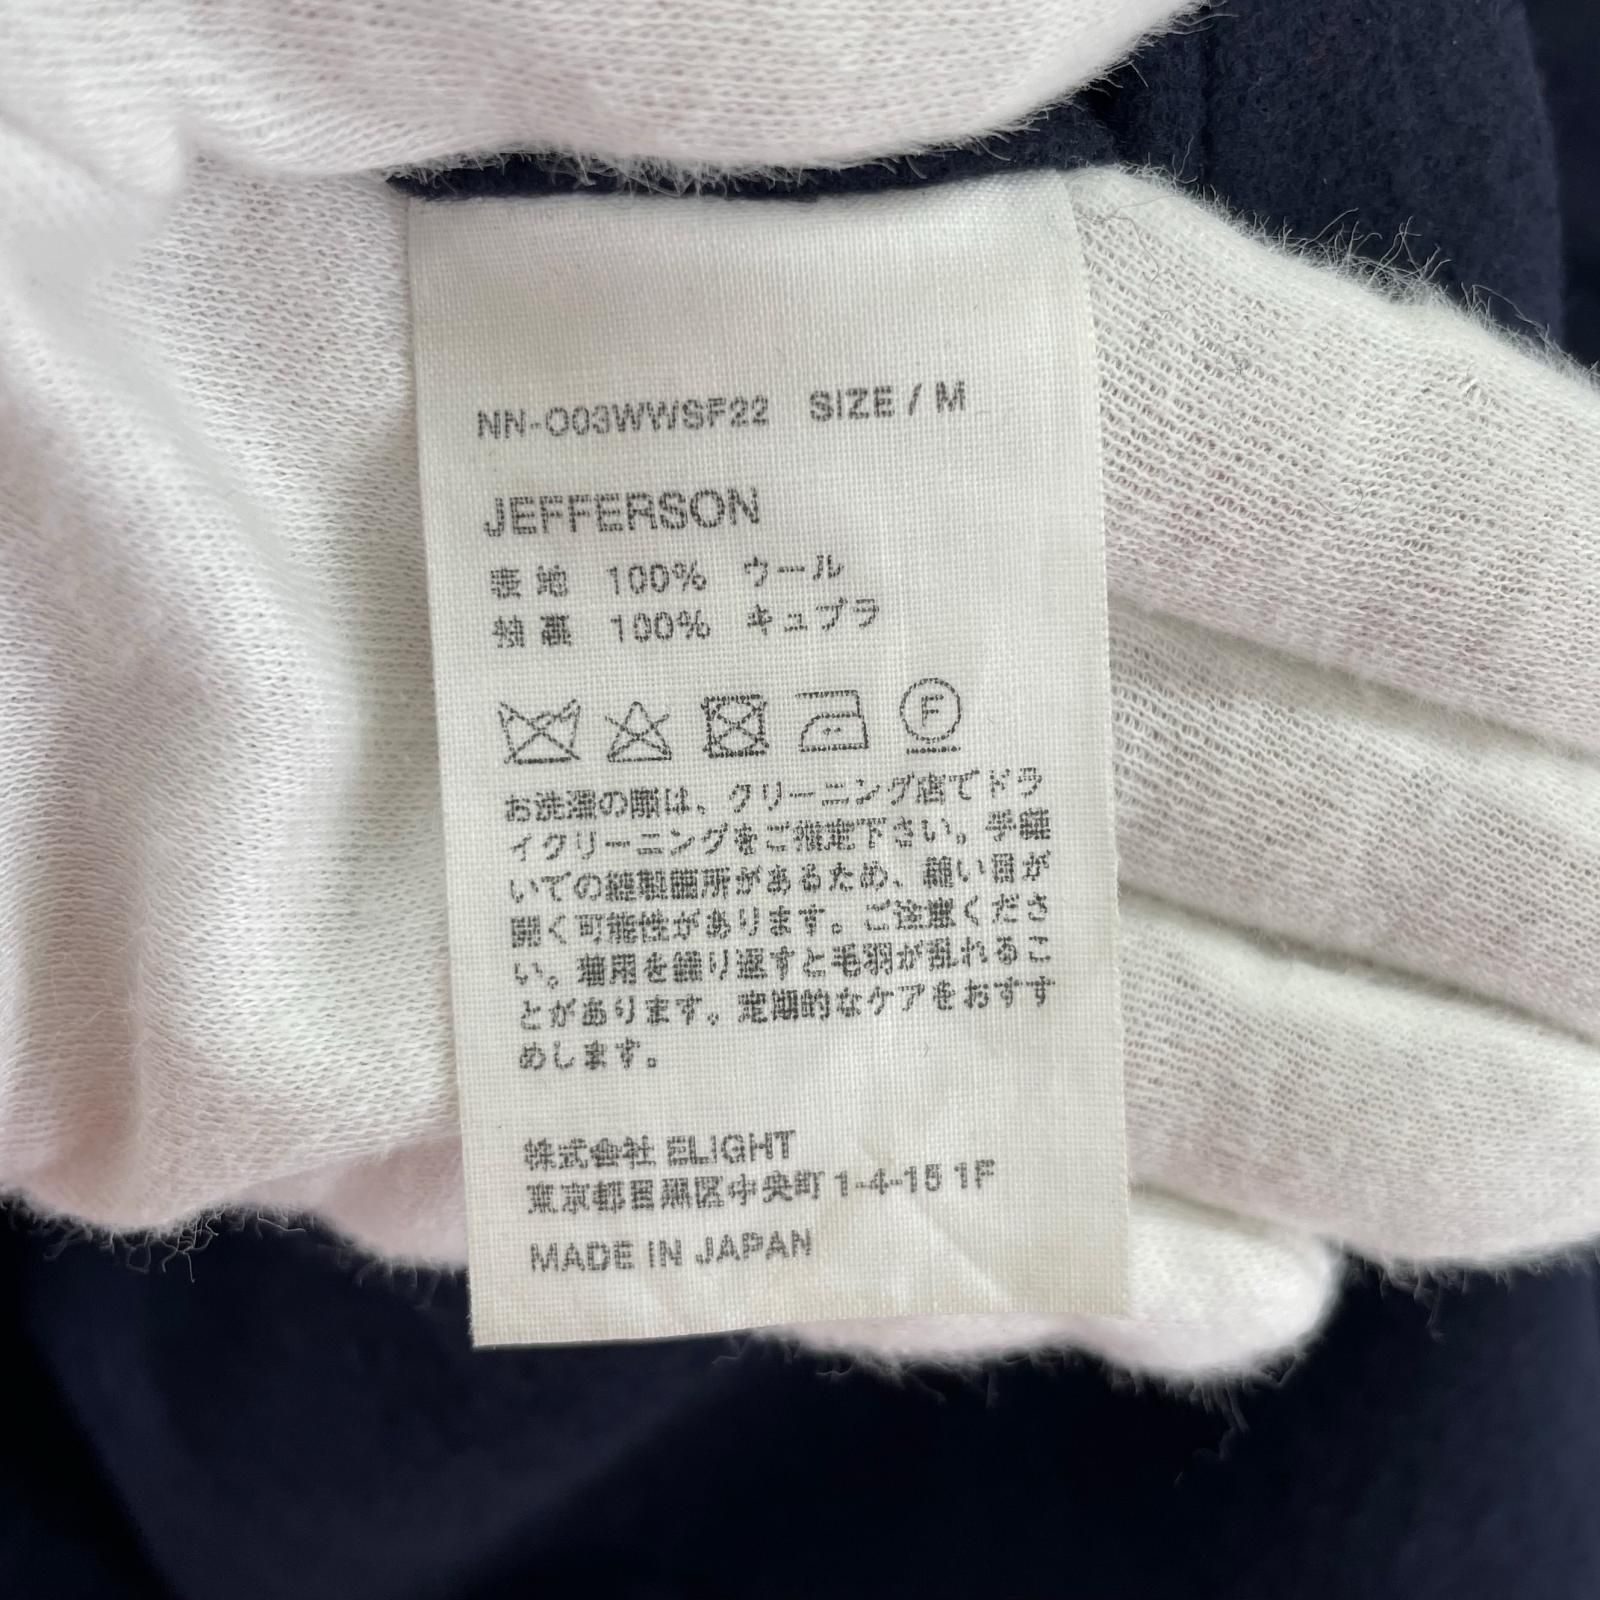 NN-O03WWSF22 SIZE / M
JEFFERSON
表地 100% ウール
袖裏 100% キュプラ
F
お洗濯の際は、クリーニング店でドラ
イクリーニングをご指定下さい。手縫
いでの縫製箇所があるため、縫い目が
開く可能性があります。ご注意くださ
い。着用を繰り返すと毛羽が乱れるこ
とがあります。定期的なケアをおすす
めします。
株式会社 ELIGHT
東京都目黒区中央町 1-4-15 1F
MADE IN JAPAN